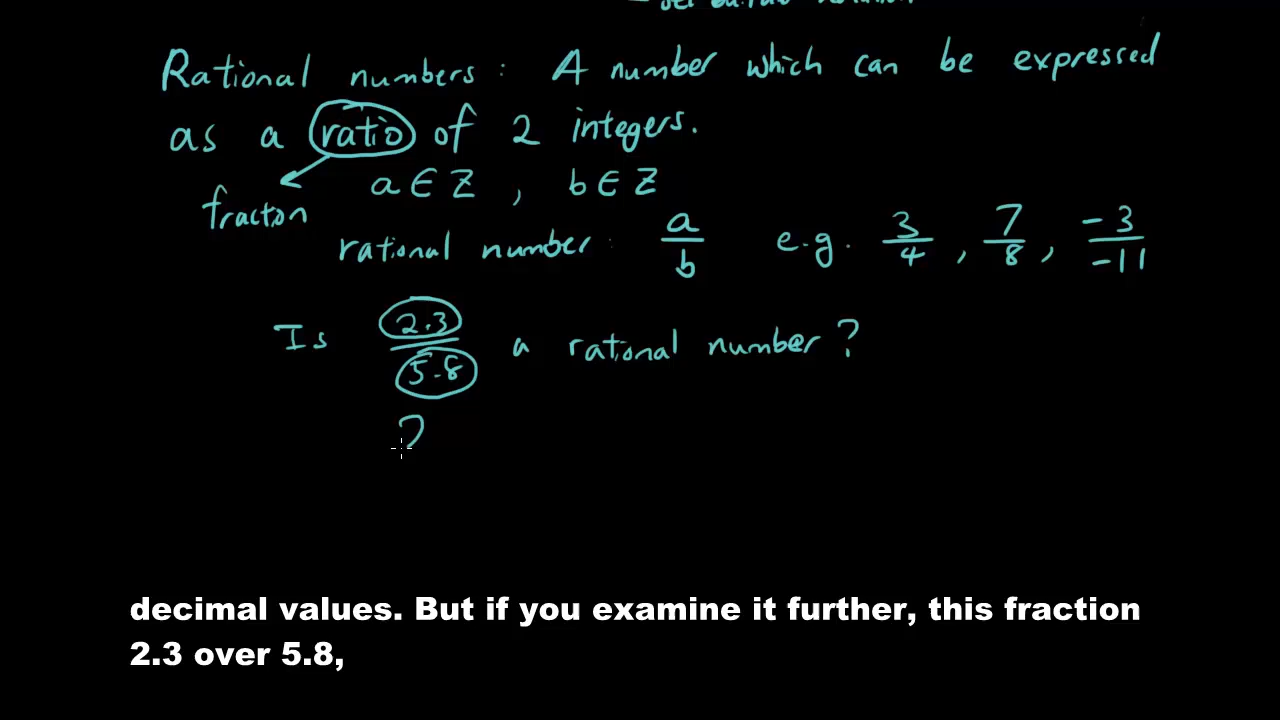 Rational numbers : A number which can be expressed
as a ratio of 2 integers.
a ∈ Z , b ∈ Z
fraction
rational number: a/b e.g. 3/4 , 7/8 , -3/-11
Is 2.3/5.8 a rational number?
2
decimal values. But if you examine it further, this fraction
2.3 over 5.8,